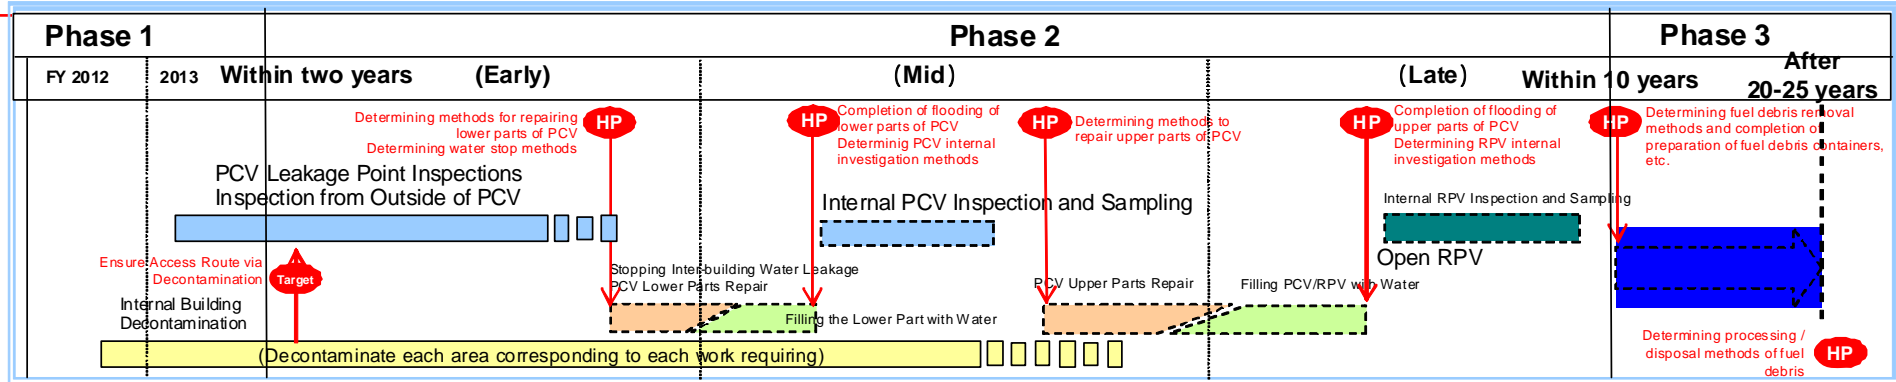 Phase 1
Phase 2
Phase 3
FY 2012
2013
Within two years
(Early)
(Mid)
(Late)
Within 10 years
After
20-25 years
Determining methods for repairing
lower parts of PCV
Determining water stop methods
HP
HP
Completion of flooding of
lower parts of PCV
Determinig PCV internal
investigation methods
HP
Determining methods to
repair upper parts of PCV
HP
Completion of flooding of
upper parts of PCV
Determining RPV internal
investigation methods
HP
Determining fuel debris removal
methods and completion of
preparation of fuel debris containers,
etc.
PCV Leakage Point Inspections
Inspection from Outside of PCV
Internal PCV Inspection and Sampling
Internal RPV Inspection and Sampling
Open RPV
Ensure Access Route via
Decontamination
Target
Stopping Inter-building Water Leakage
PCV Lower Parts Repair
PCV Upper Parts Repair
Filling PCV/RPV with Water
Internal Building
Decontamination
Filling the Lower Part with Water
(Decontaminate each area corresponding to each work requiring)
Determining processing /
disposal methods of fuel
debris
HP